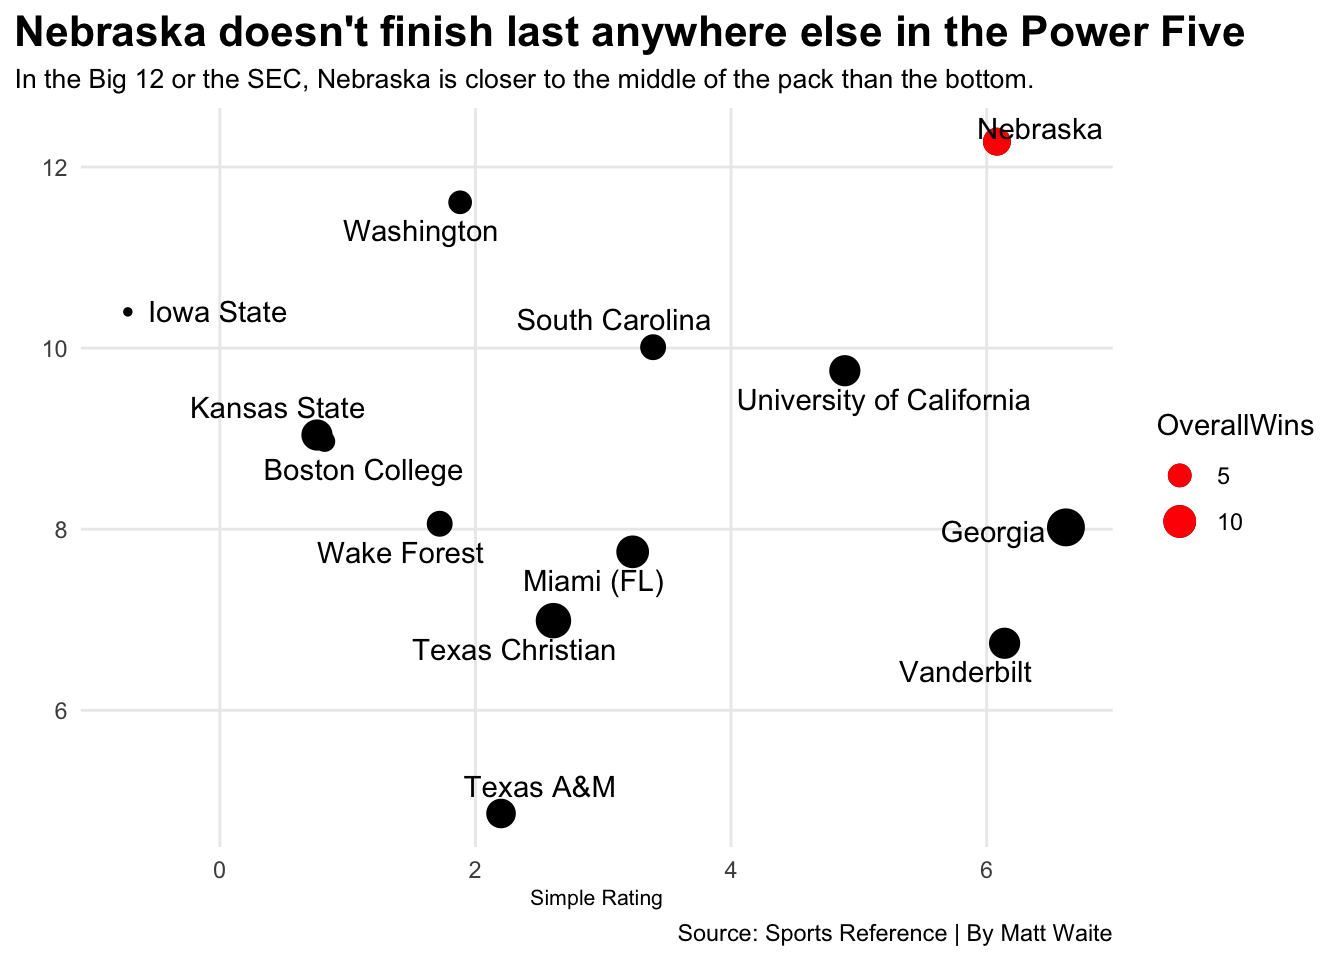 Nebraska doesn't finish last anywhere else in the Power Five
In the Big 12 or the SEC, Nebraska is closer to the middle of the pack than the bottom.
Nebraska
12
Washington
Iowa State
South Carolina
10
University of California
Kansas State
OverallWins
Boston College
5
10
8
Georgia
Wake Forest
Miami (FL)
Texas Christian
Vanderbilt
6
Texas A&M
0
2
4
6
Simple Rating
Source: Sports Reference | By Matt Waite